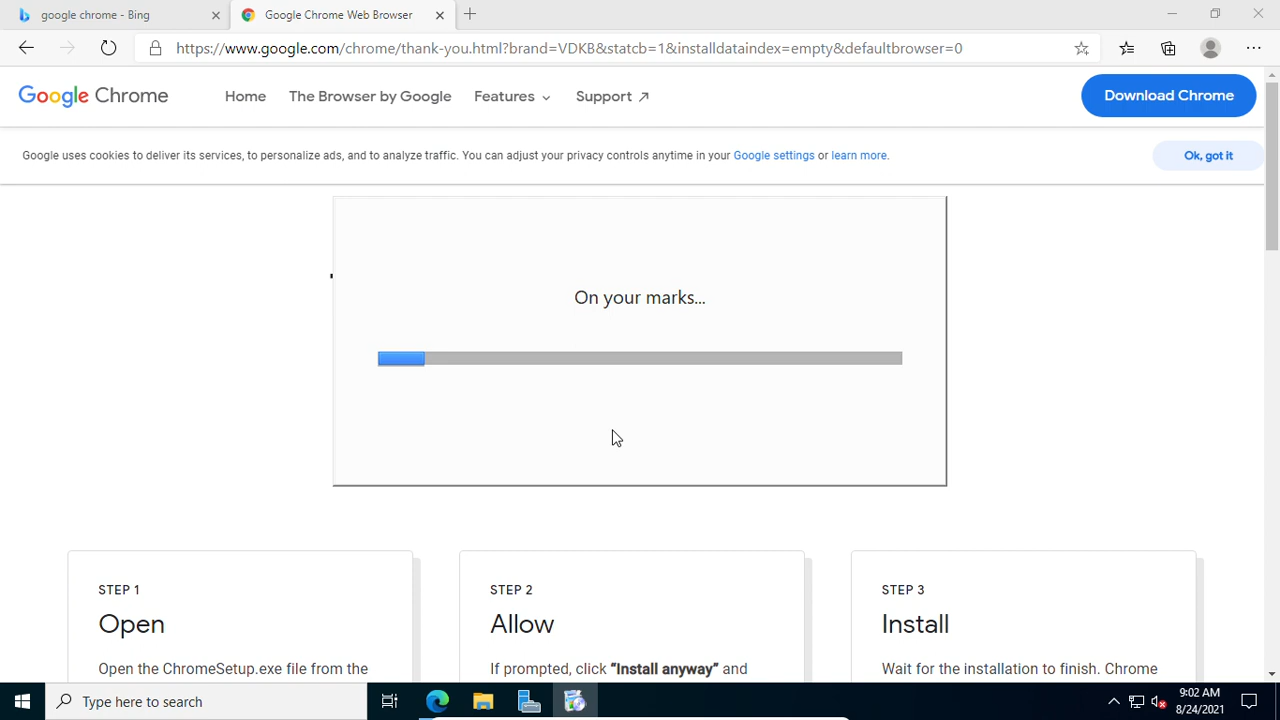 google chrome - Bing
Google Chrome Web Browser
https://www.google.com/chrome/thank-you.html?brand=VDKB&statcb=1&installdataindex=empty&defaultbrowser=0
Google Chrome
Home
The Browser by Google
Features
Support
Download Chrome
Google uses cookies to deliver its services, to personalize ads, and to analyze traffic. You can adjust your privacy controls anytime in your Google settings or learn more.
Ok, got it
On your marks...
STEP 1
Open
Open the ChromeSetup.exe file from the
STEP 2
Allow
If prompted, click “Install anyway” and
STEP 3
Install
Wait for the installation to finish. Chrome
Type here to search
9:02 AM
8/24/2021